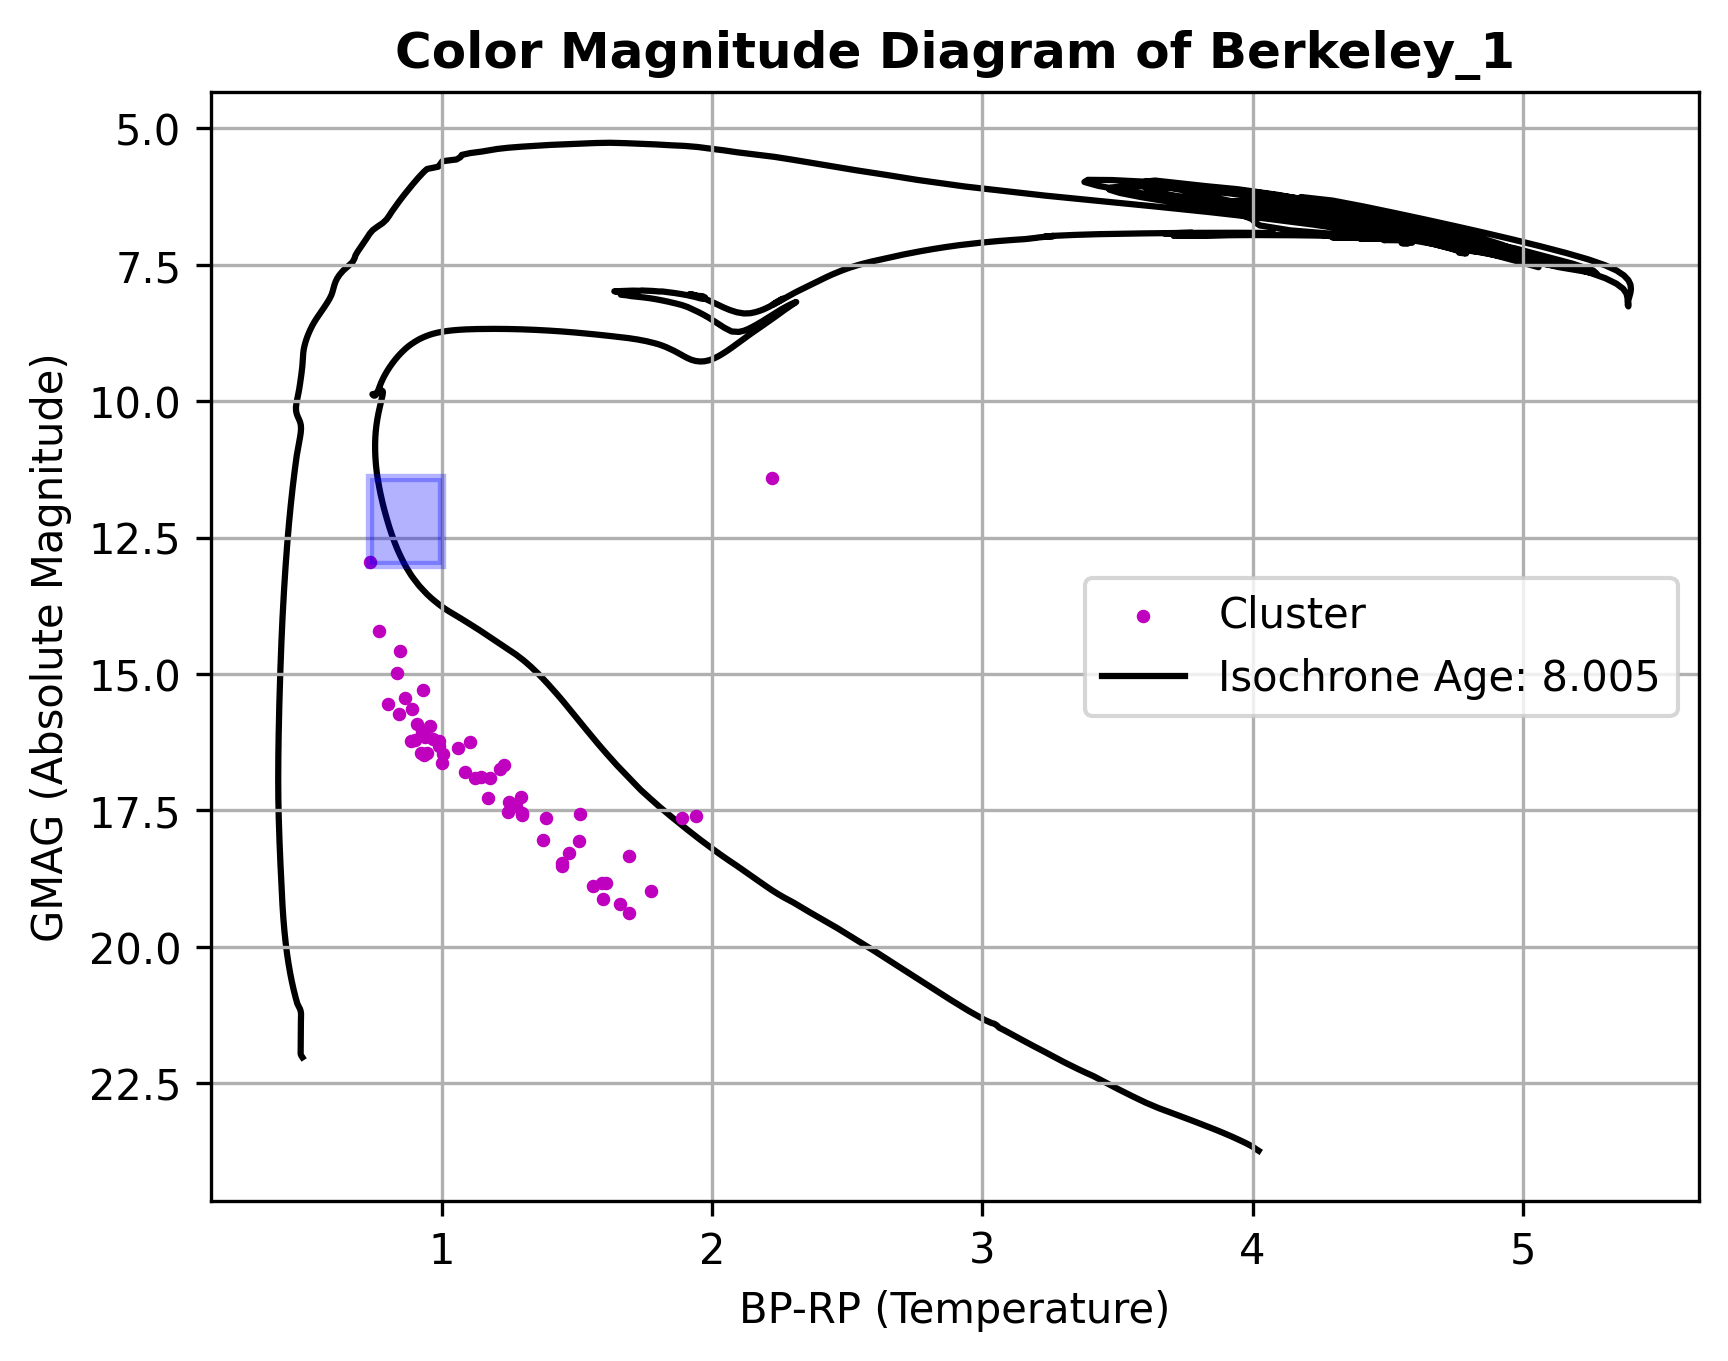 Color Magnitude Diagram of Berkeley_1
GMAG (Absolute Magnitude)
5.0
7.5
10.0
12.5
15.0
17.5
20.0
22.5
Cluster
Isochrone Age: 8.005
1 2 3 4 5
BP-RP (Temperature)